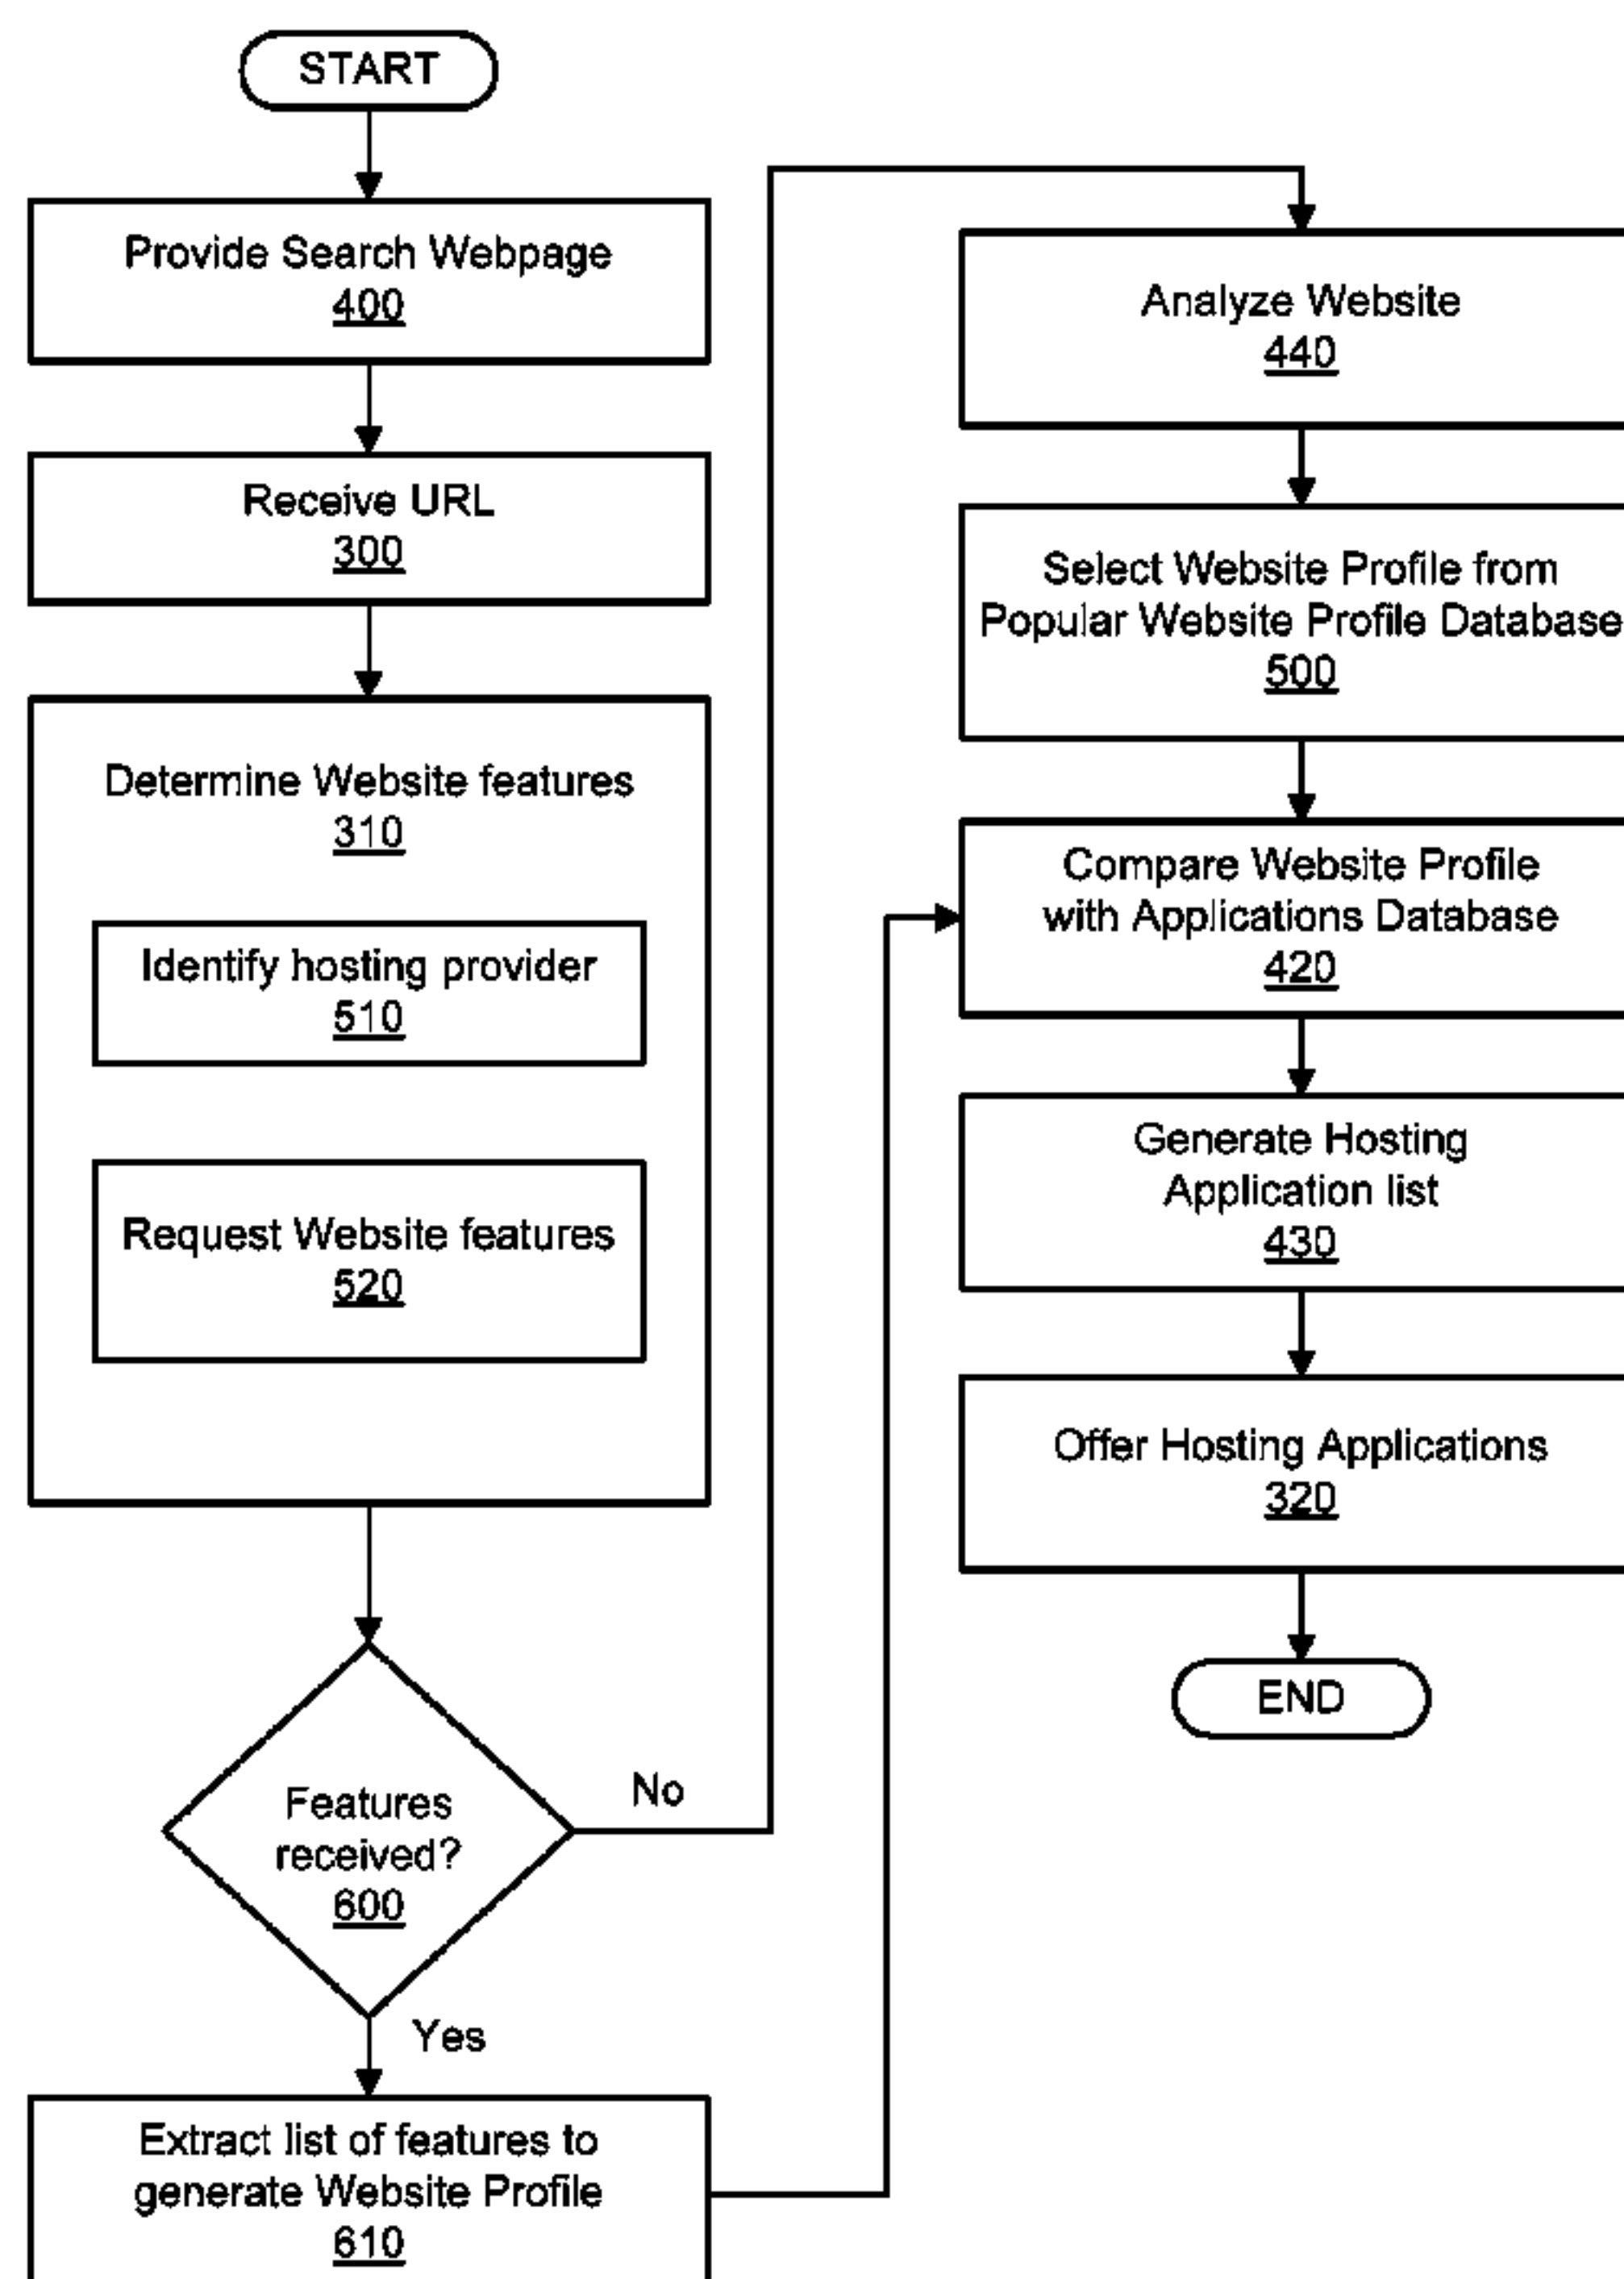 START
Provide Search Webpage
400
Receive URL
300
Determine Website features
310
Identify hosting provider
510
Request Website features
520
Features
received?
600
No
Yes
Extract list of features to
generate Website Profile
610
Analyze Website
440
Select Website Profile from
Popular Website Profile Database
500
Compare Website Profile
with Applications Database
420
Generate Hosting
Application list
430
Offer Hosting Applications
320
END